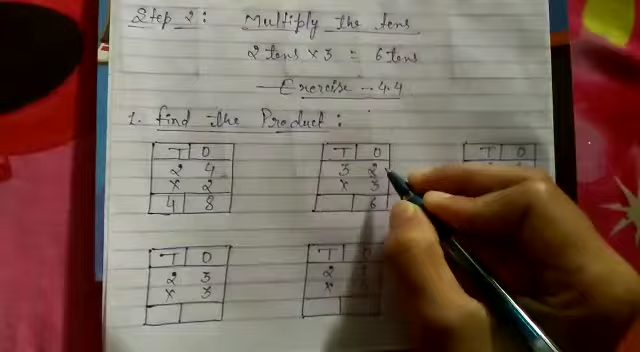 Step 2: Multiply the tens
2 tens × 3 = 6 tens
Exercise - 4.4
1. Find the Product:
T O
2 4
× 2
4 8
T O
3 2
× 3
6
T O
T O
2 3
× 3
T O
2
×